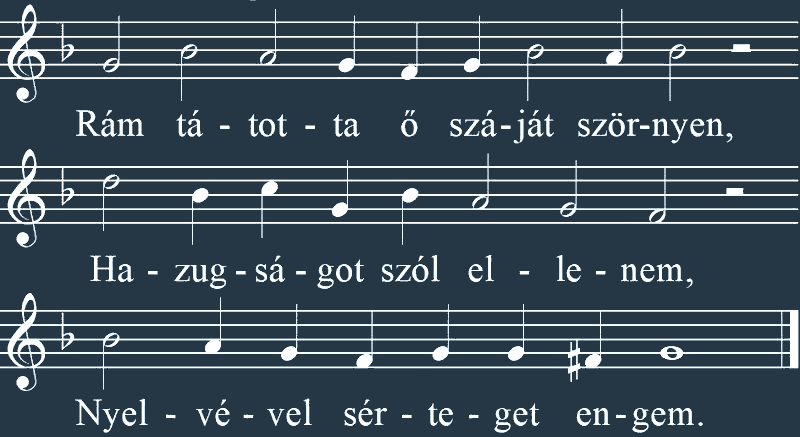 Rám tá - tot - ta ő szá-ját ször-nyen,
Ha - zug - sá - got szól el - le - nem,
Nyel - vé - vel sér - te - get en-gem.